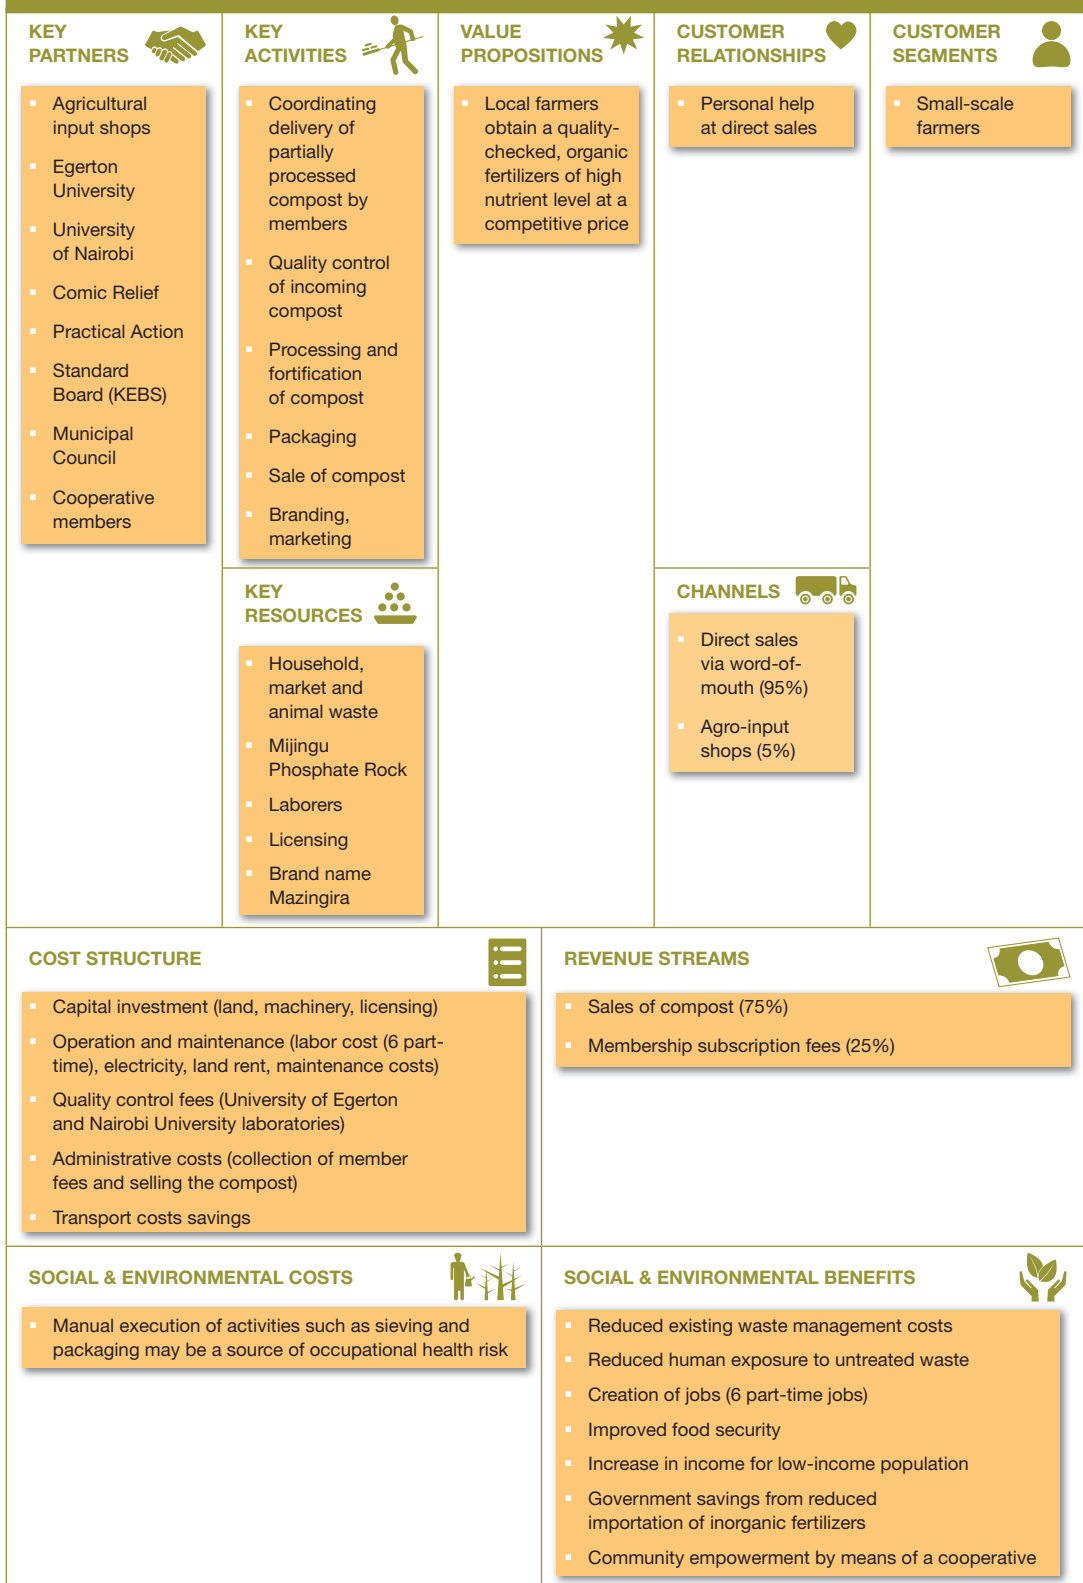 KEY
PARTNERS
Agricultural
input shops
Egerton
University
University
of Nairobi
Comic Relief
Practical Action
Standard
Board (KEBS)
Municipal
Council
Cooperative
members
KEY
ACTIVITIES
Coordinating
delivery of
partially
processed
compost by
members
Quality control
of incoming
compost
Processing and
fortification
of compost
Packaging
Sale of compost
Branding,
marketing
KEY
RESOURCES
Household,
market and
animal waste
Mijingu
Phosphate Rock
Laborers
Licensing
Brand name
Mazingira
VALUE
PROPOSITIONS
Local farmers
obtain a quality-
checked, organic
fertilizers of high
nutrient level at a
competitive price
CUSTOMER
RELATIONSHIPS
Personal help
at direct sales
CHANNELS
Direct sales
via word-of-
mouth (95%)
Agro-input
shops (5%)
CUSTOMER
SEGMENTS
Small-scale
farmers
COST STRUCTURE
Capital investment (land, machinery, licensing)
Operation and maintenance (labor cost (6 part-
time), electricity, land rent, maintenance costs)
Quality control fees (University of Egerton
and Nairobi University laboratories)
Administrative costs (collection of member
fees and selling the compost)
Transport costs savings
REVENUE STREAMS
Sales of compost (75%)
Membership subscription fees (25%)
SOCIAL & ENVIRONMENTAL COSTS
Manual execution of activities such as sieving and
packaging may be a source of occupational health risk
SOCIAL & ENVIRONMENTAL BENEFITS
Reduced existing waste management costs
Reduced human exposure to untreated waste
Creation of jobs (6 part-time jobs)
Improved food security
Increase in income for low-income population
Government savings from reduced
importation of inorganic fertilizers
Community empowerment by means of a cooperative